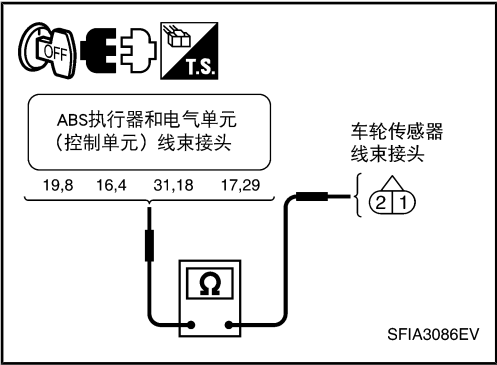 OFF
T.S.
ABS执行器和电气单元
（控制单元）线束接头
19,8 16,4 31,18 17,29
车轮传感器
线束接头
2 1
Ω
SFIA3086EV